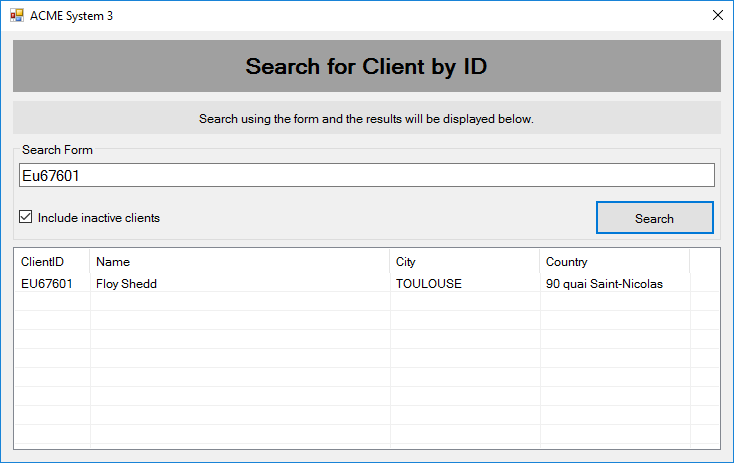 ACME System 3
Search for Client by ID
Search using the form and the results will be displayed below.
Search Form
Eu67601
Include inactive clients
Search
ClientID Name City Country
EU67601 Floy Shedd TOULOUSE 90 quai Saint-Nicolas